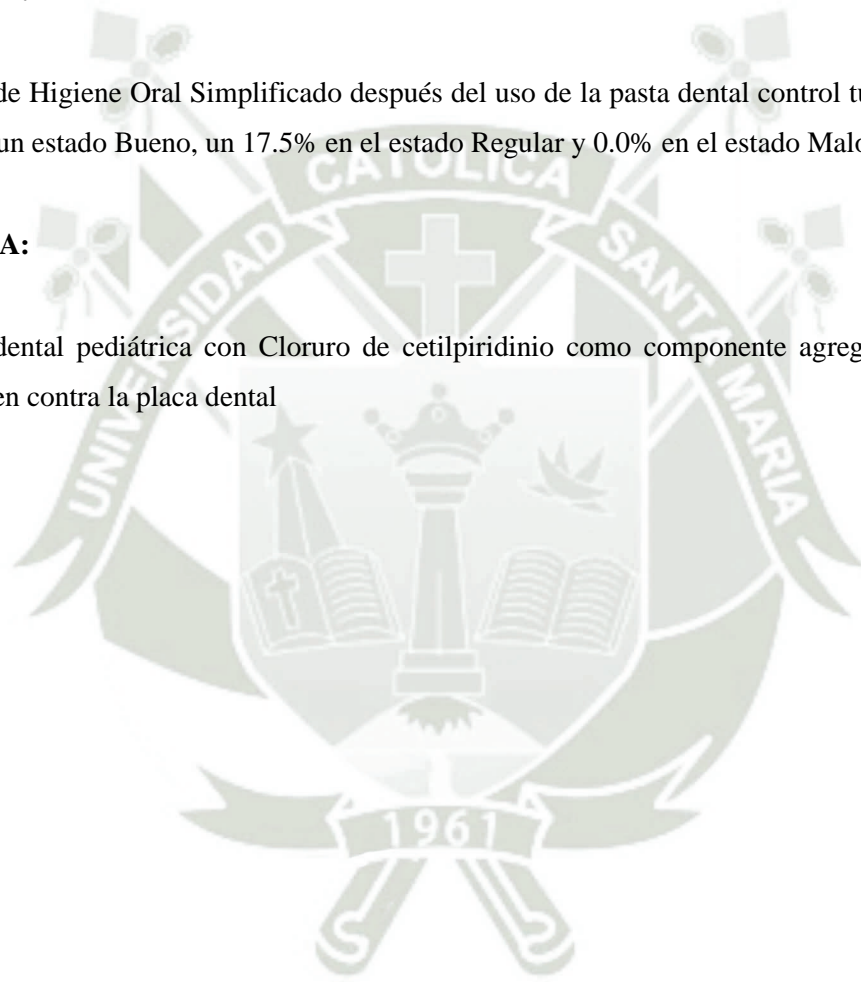 de Higiene Oral Simplificado después del uso de la pasta dental control
un estado Bueno, un 17.5% en el estado Regular y 0.0% en el estado Malo
CATOLICA
UNIVERSIDAD
SANTA MARIA
A:
dental pediátrica con Cloruro de cetilpiridinio como componente
en contra la placa dental
1961